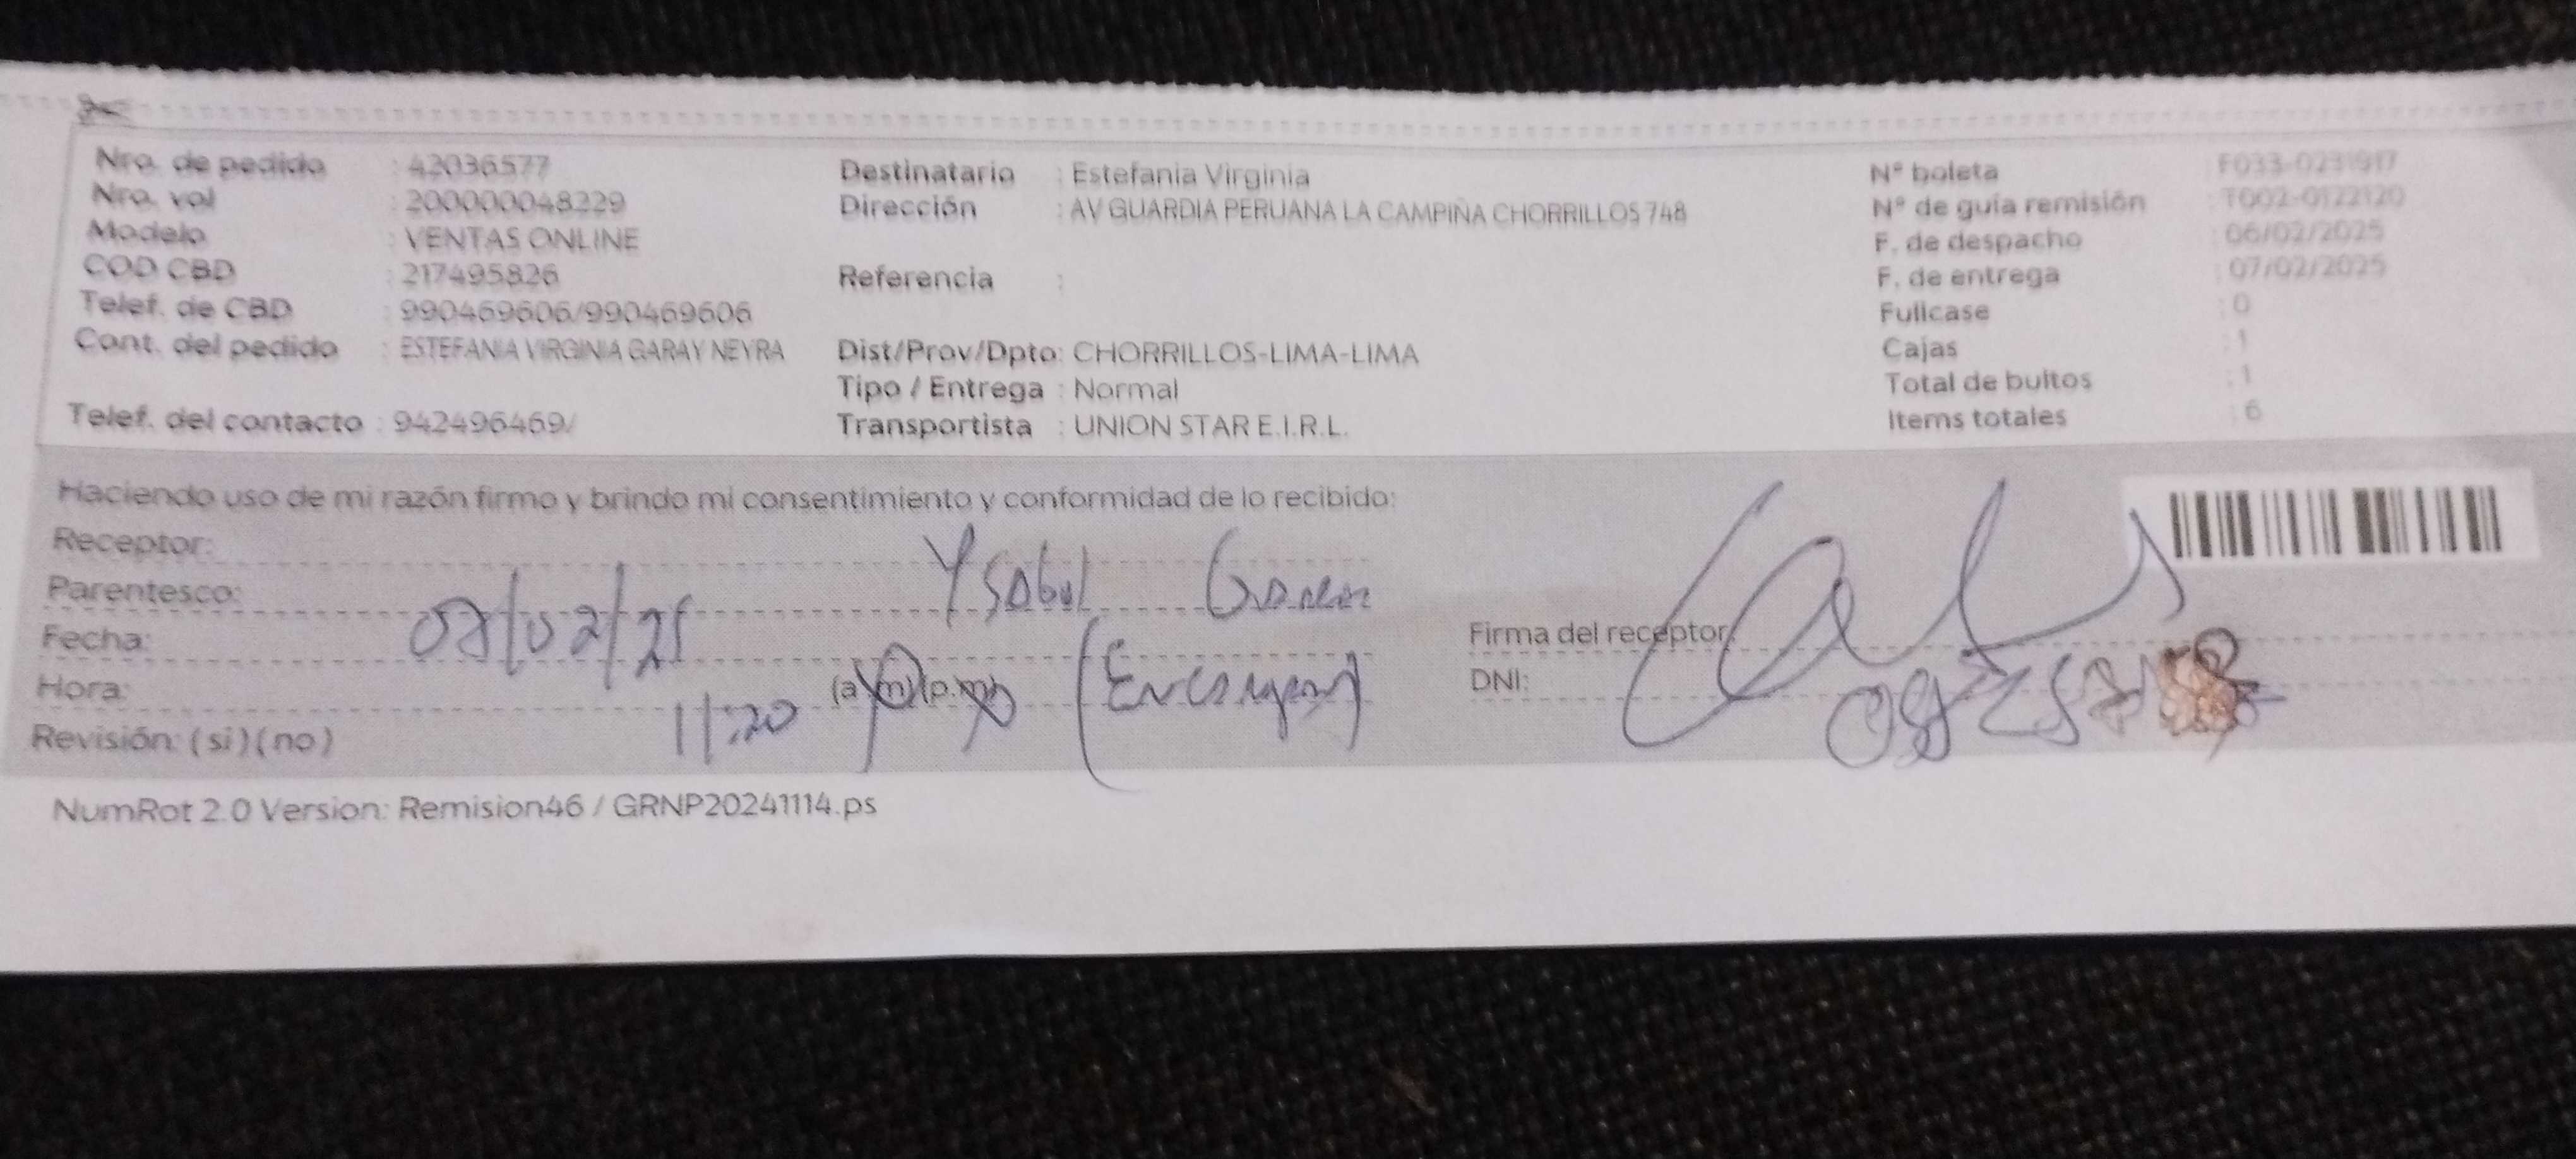 Nro. de pedido : 42036577
Nro. vol : 200000048229
Modelo : VENTAS ONLINE
COD CBD : 217495826
Telef. de CBD : 990469606/990469606
Cont. del pedido : ESTEFANIA VIRGINIA GARAY NEYRA
Telef. del contacto : 942496469/
Destinatario : Estefania Virginia
Dirección : AV GUARDIA PERUANA LA CAMPIÑA CHORRILLOS 748
Referencia :
Dist/Prov/Dpto: CHORRILLOS-LIMA-LIMA
Tipo / Entrega : Normal
Transportista : UNION STAR E.I.R.L.
N° boleta : F033-0231917
N° de guia remisión : T002-0122120
F. de despacho : 06/02/2025
F. de entrega : 07/02/2025
Fullcase : 0
Cajas : 1
Total de bultos : 1
Items totales : 6
Haciendo uso de mi razón firmo y brindo mi consentimiento y conformidad de lo recibido:
Receptor: Ysabel
Parentesco:
Fecha:
Hora: 11:20 (a.m) (p.m)
Revisión: (si) (no)
Firma del receptor:
DNI:
NumRot 2.0 Version: Remision46 / GRNP20241114.ps